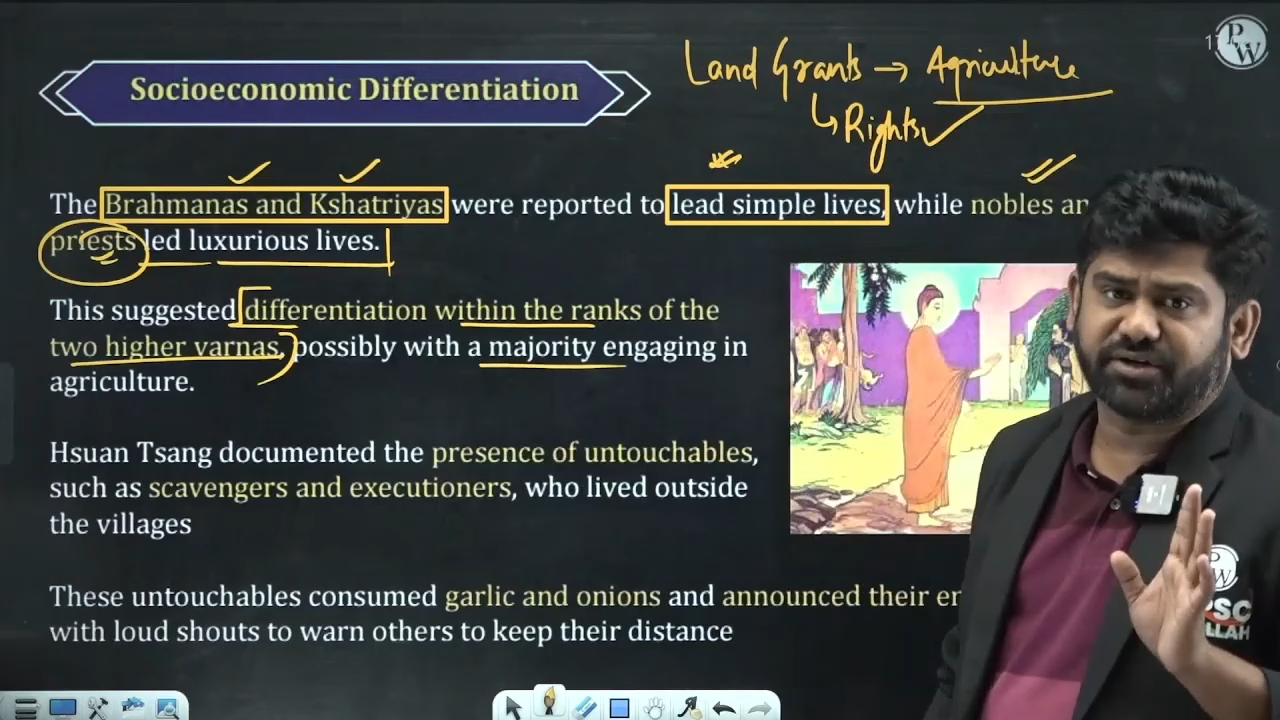 Land Grants → Agriculture
↳ Rights ✓
PW
Socioeconomic Differentiation
The Brahmanas and Kshatriyas were reported to lead simple lives, while nobles
priests led luxurious lives.
This suggested differentiation within the ranks of the
two higher varnas, possibly with a majority engaging in
agriculture.
Hsuan Tsang documented the presence of untouchables,
such as scavengers and executioners, who lived outside
the villages
These untouchables consumed garlic and onions and announced their
with loud shouts to warn others to keep their distance
PW